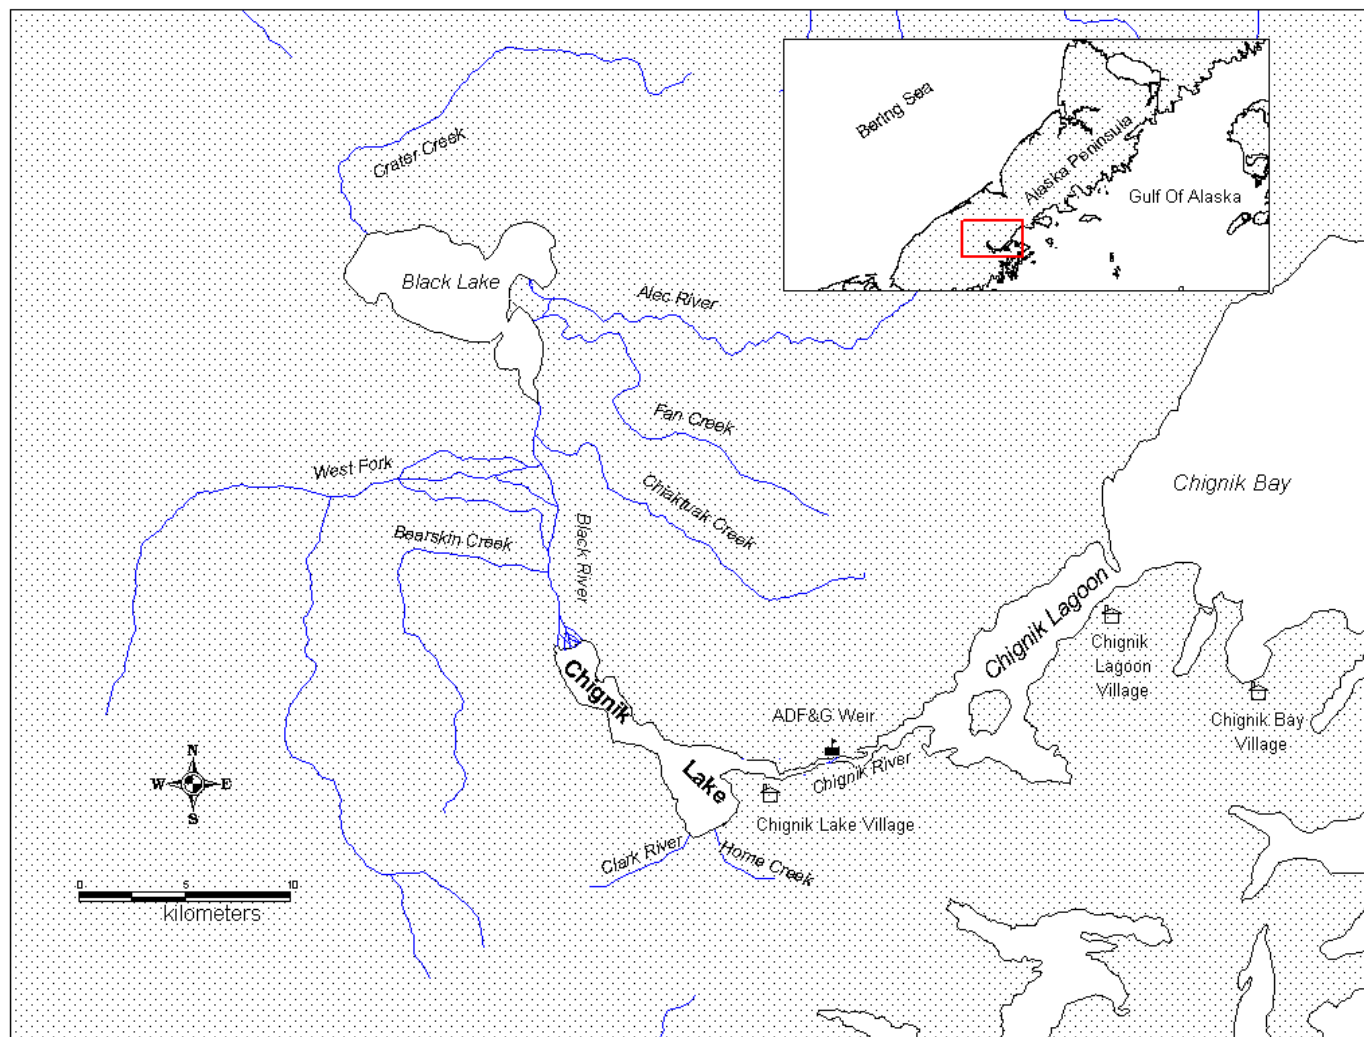 Bering Sea
Alaska Peninsula
Gulf Of Alaska
Crater Creek
Black Lake
Alec River
Fan Creek
West Fork
Chiaktuak Creek
Chignik Bay
Bearskin Creek
Black River
Chignik Lagoon
Chignik
Lagoon
Village
Chignik
Lake
ADF&G Weir
Chignik Bay
Village
Chignik River
Chignik Lake Village
Clark River
Home Creek
N
W E
S
0 5 10
kilometers